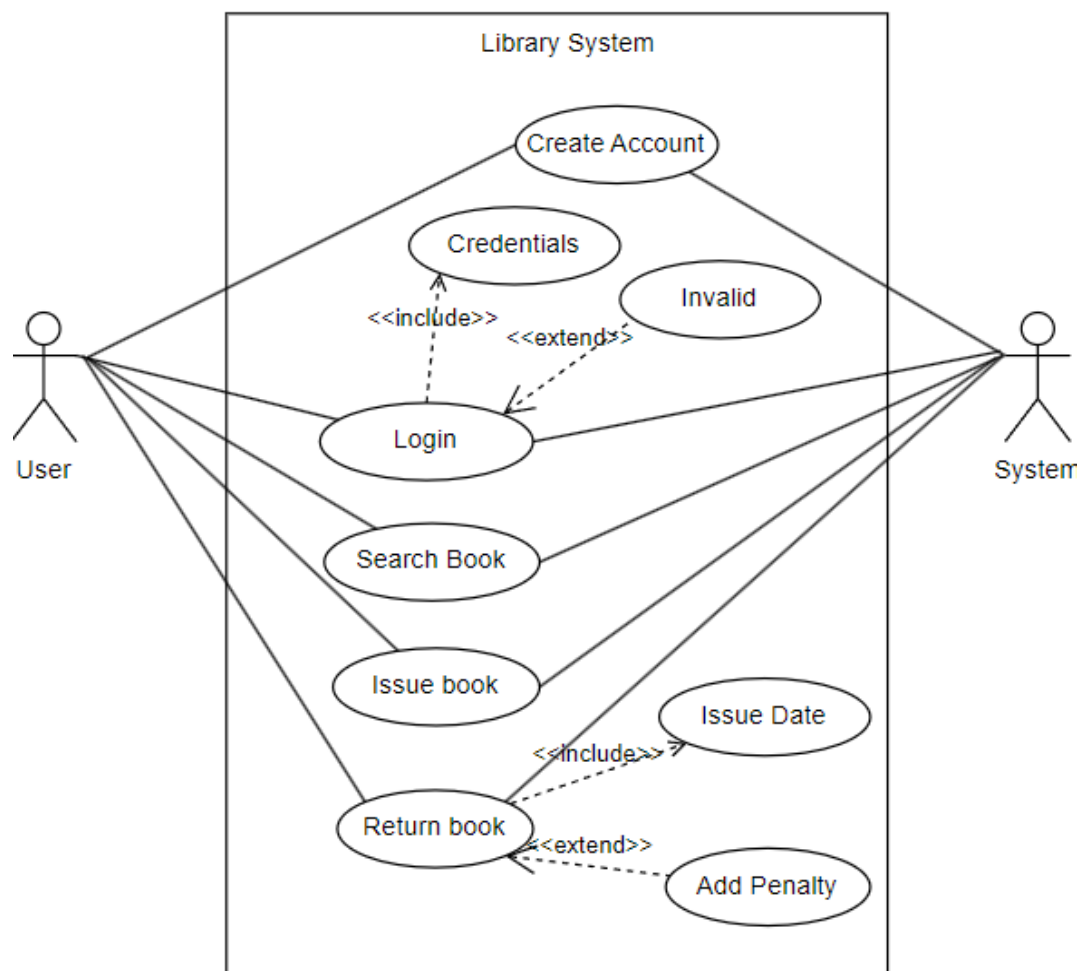 Library System
Create Account
Credentials
Invalid
<<include>>
<<extend>>
Login
User
System
Search Book
Issue book
Issue Date
<<include>>
Return book
<<extend>>
Add Penalty